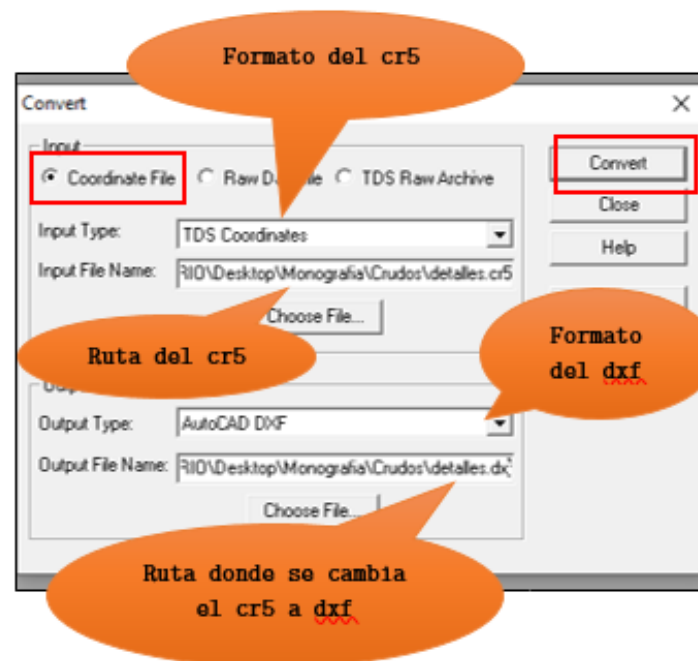 Formato del cr5
Convert
Input
Coordinate File
TDS Raw Archive
Convert
Close
Help
Input Type:
TDS Coordinates
Input File Name:
RIO\Desktop\Monografia\Crudos\detalles.cr5
Choose File...
Ruta del cr5
Formato
del dxf
Output Type:
AutoCAD DXF
Output File Name:
RIO\Desktop\Monografia\Crudos\detalles.dx
Choose File...
Ruta donde se cambia
el cr5 a dxf